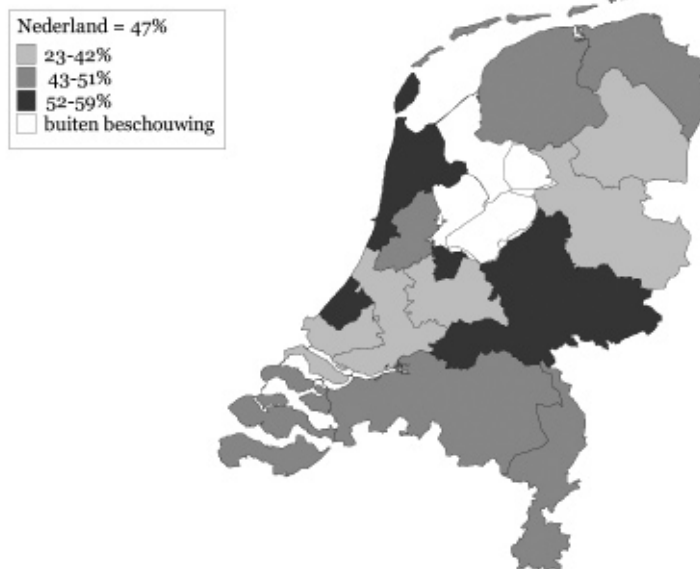 Nederland = 47%
23-42%
43-51%
52-59%
buiten beschouwing